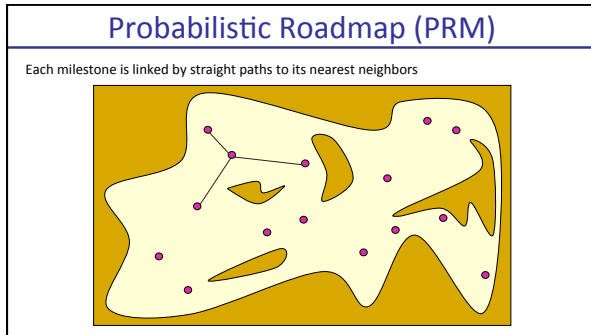 Probabilistic Roadmap (PRM)
Each milestone is linked by straight paths to its nearest neighbors